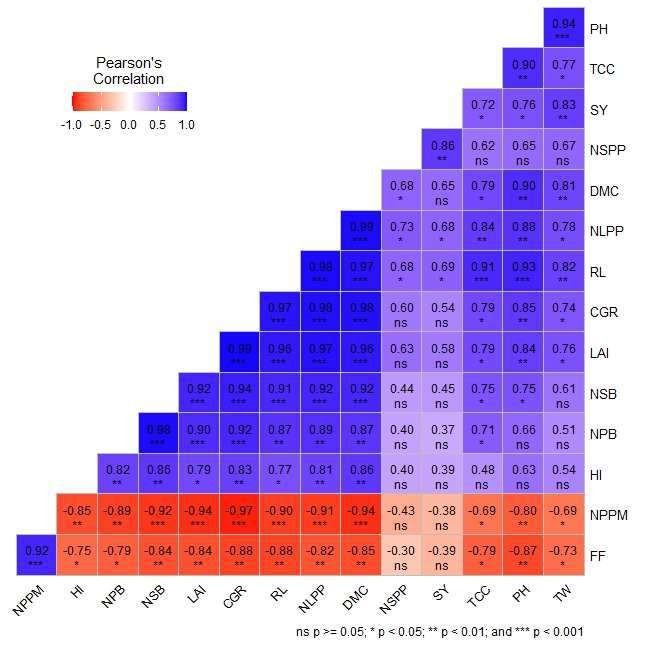 0.94 PH
***
Pearson's
Correlation
0.90 0.77 TCC
** *
0.72 0.76 0.83 SY
* * **
-1.0 -0.5 0.0 0.5 1.0
0.86 0.62 0.65 0.67 NSPP
** ns ns ns
0.68 0.65 0.79 0.90 0.81 DMC
* ns * ** **
0.99 0.73 0.68 0.84 0.88 0.78 NLPP
*** * * ** ** *
0.98 0.97 0.68 0.69 0.91 0.93 0.82 RL
*** *** * * *** *** **
0.97 0.98 0.98 0.60 0.54 0.79 0.85 0.74 CGR
*** *** *** ns ns * ** *
0.99 0.96 0.97 0.96 0.63 0.58 0.79 0.84 0.76 LAI
*** *** *** *** ns ns * ** *
0.92 0.94 0.91 0.92 0.92 0.44 0.45 0.75 0.75 0.61 NSB
*** *** *** *** *** ns ns * * ns
0.98 0.90 0.92 0.87 0.89 0.87 0.40 0.37 0.71 0.66 0.51 NPB
*** *** *** ** ** ** ns ns * ns ns
0.82 0.86 0.79 0.83 0.77 0.81 0.86 0.40 0.39 0.48 0.63 0.54 HI
** ** * ** * ** ** ns ns ns ns ns
-0.85 -0.89 -0.92 -0.94 -0.97 -0.90 -0.91 -0.94 -0.43 -0.38 -0.69 -0.80 -0.69 NPPM
** ** *** *** *** *** *** *** ns ns * ** *
0.92 -0.75 -0.79 -0.84 -0.84 -0.88 -0.88 -0.82 -0.85 -0.30 -0.39 -0.79 -0.87 -0.73 FF
*** * * ** ** ** ** ** ** ns ns * ** *
NPPM HI NPB NSB LAI CGR RL NLPP DMC NSPP SY TCC PH TW
ns p >= 0.05; * p < 0.05; ** p < 0.01; and *** p < 0.001